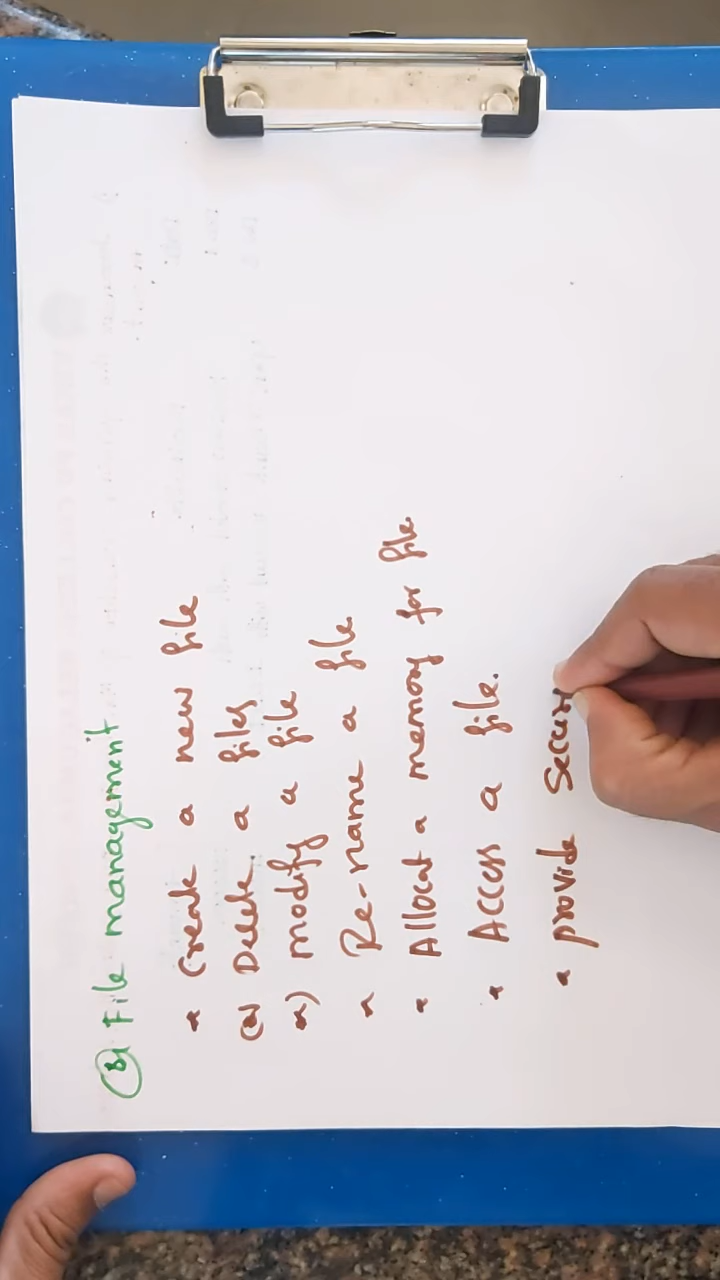 (8) File management
* Create a new file
(*) Delete. a files
*) modify a file
* Re-name a file
* Allocat a memory for file.
* Access a file.
* provide Secur